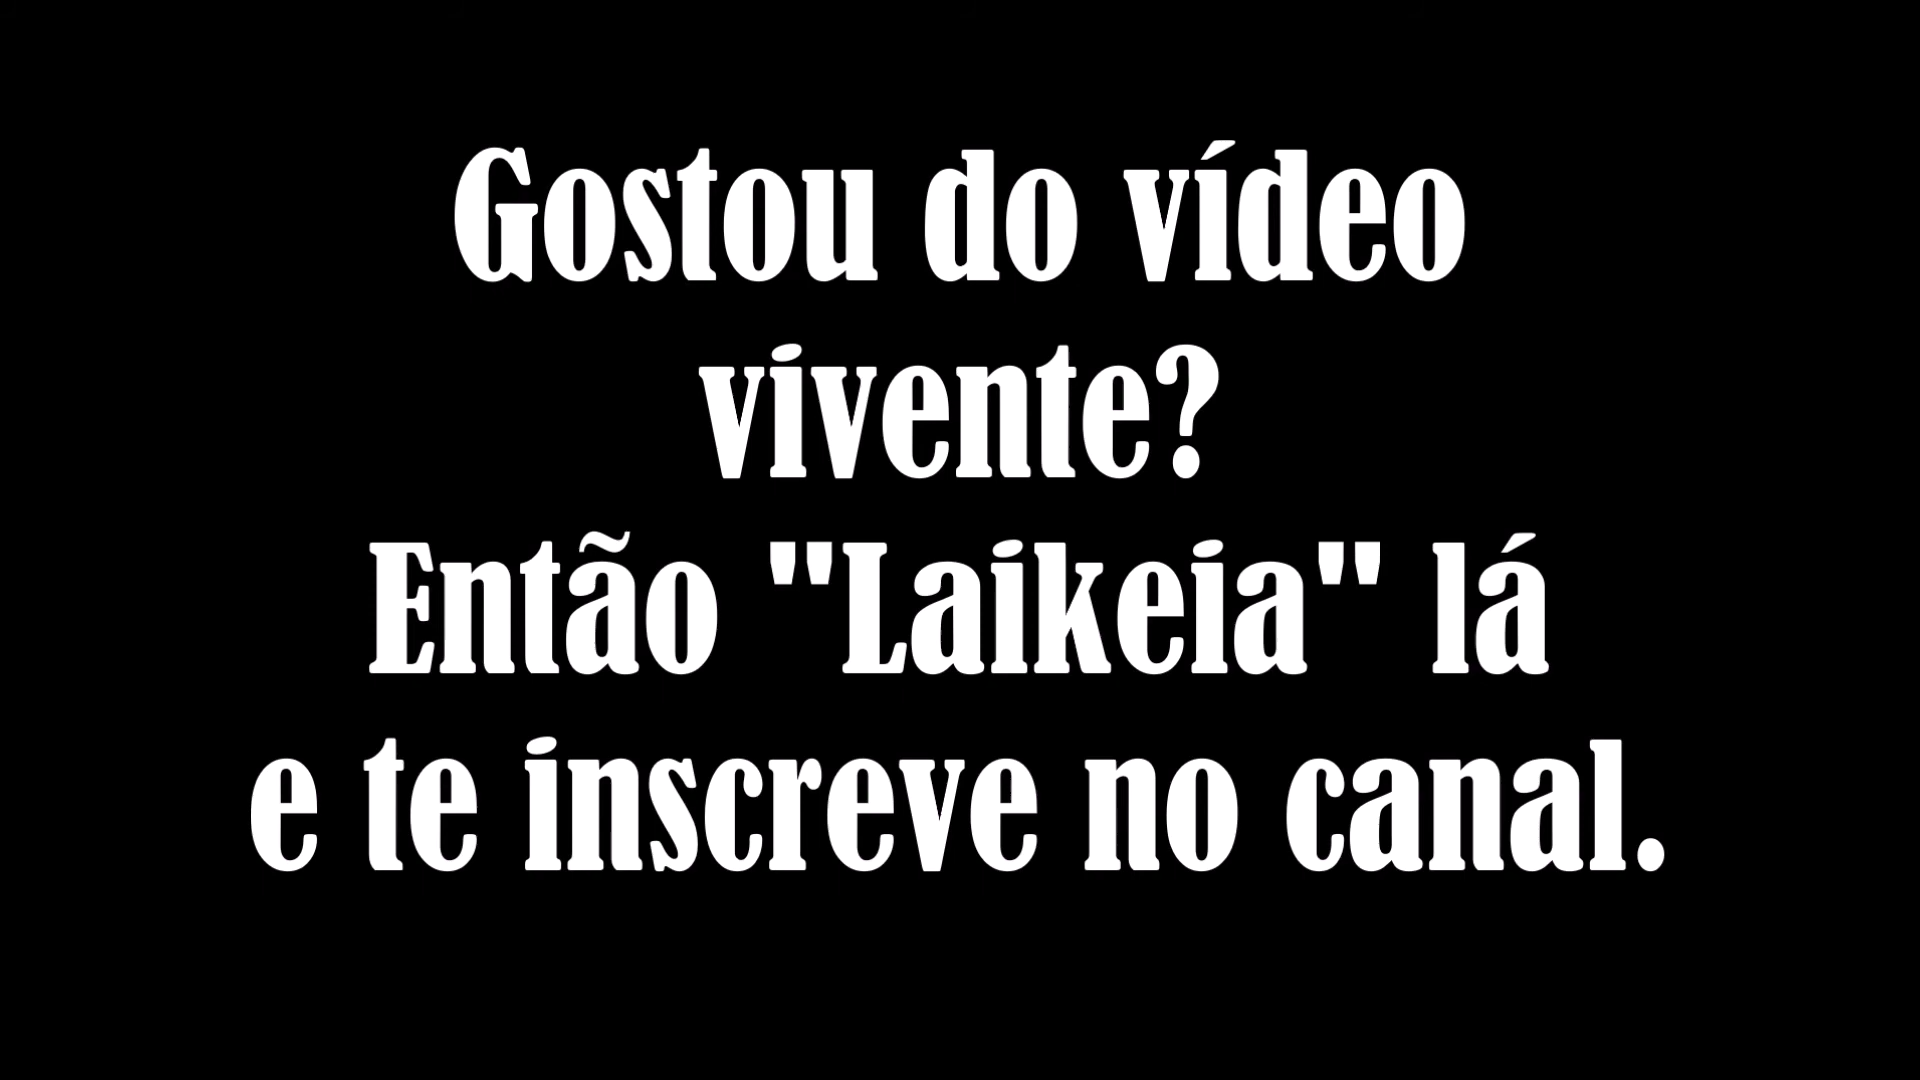 Gostou do vídeo
vivente?
Então "Laikeia" lá
e te inscreve no canal.